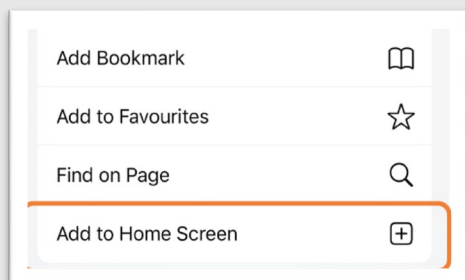 Add Bookmark
Add to Favourites
Find on Page
Add to Home Screen